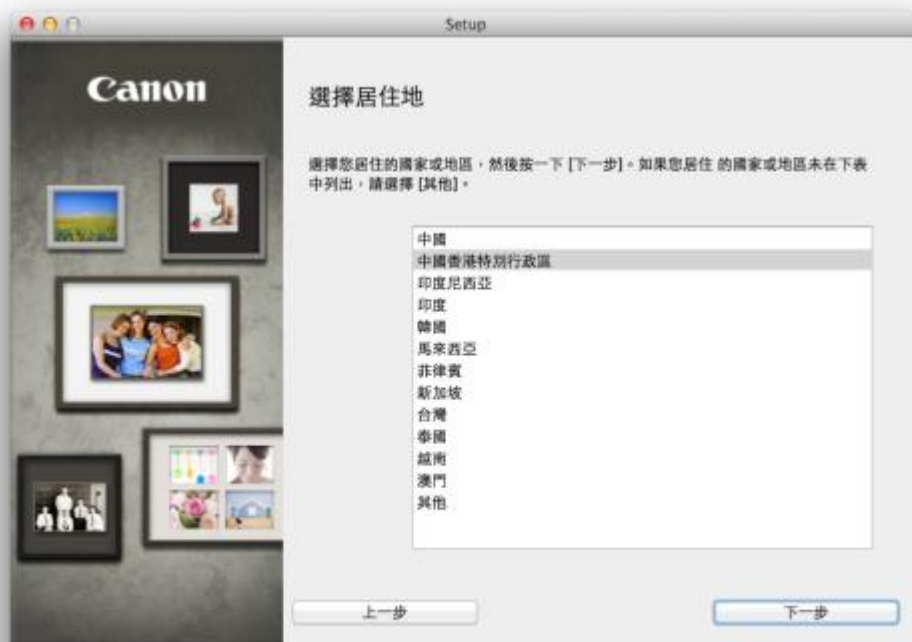 Setup
Canon
選擇居住地
選擇您居住的國家或地區，然後按一下 [下一步]。如果您居住 的國家或地區未在下表
中列出，請選擇 [其他]。
中國
中國香港特別行政區
印度尼西亞
印度
韓國
馬來西亞
菲律賓
新加坡
台灣
泰國
越南
澳門
其他
上一步
下一步